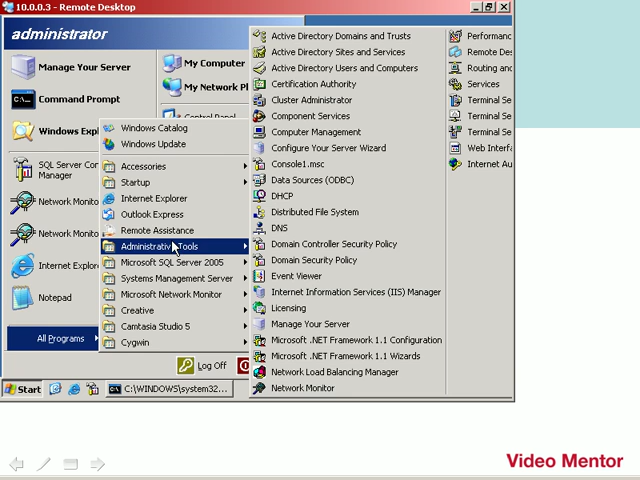 10.0.0.3 - Remote Desktop
administrator
Manage Your Server
Command Prompt
Windows Expl
SQL Server Con
Manager
Network Monito
Network Monito
Internet Explore
Notepad
All Programs
My Computer
My Network Pl
Control Panel
Windows Catalog
Windows Update
Accessories
Startup
Internet Explorer
Outlook Express
Remote Assistance
Administrative Tools
Microsoft SQL Server 2005
Systems Management Server
Microsoft Network Monitor
Creative
Camtasia Studio 5
Cygwin
Active Directory Domains and Trusts
Active Directory Sites and Services
Active Directory Users and Computers
Certification Authority
Cluster Administrator
Component Services
Computer Management
Configure Your Server Wizard
Console1.msc
Data Sources (ODBC)
DHCP
Distributed File System
DNS
Domain Controller Security Policy
Domain Security Policy
Event Viewer
Internet Information Services (IIS) Manager
Licensing
Manage Your Server
Microsoft .NET Framework 1.1 Configuration
Microsoft .NET Framework 1.1 Wizards
Network Load Balancing Manager
Network Monitor
Performanc
Remote Des
Routing and
Services
Terminal Se
Terminal Se
Terminal Se
Web Interfa
Internet Au
Log Off
Start
C:\WINDOWS\system32...
Video Mentor